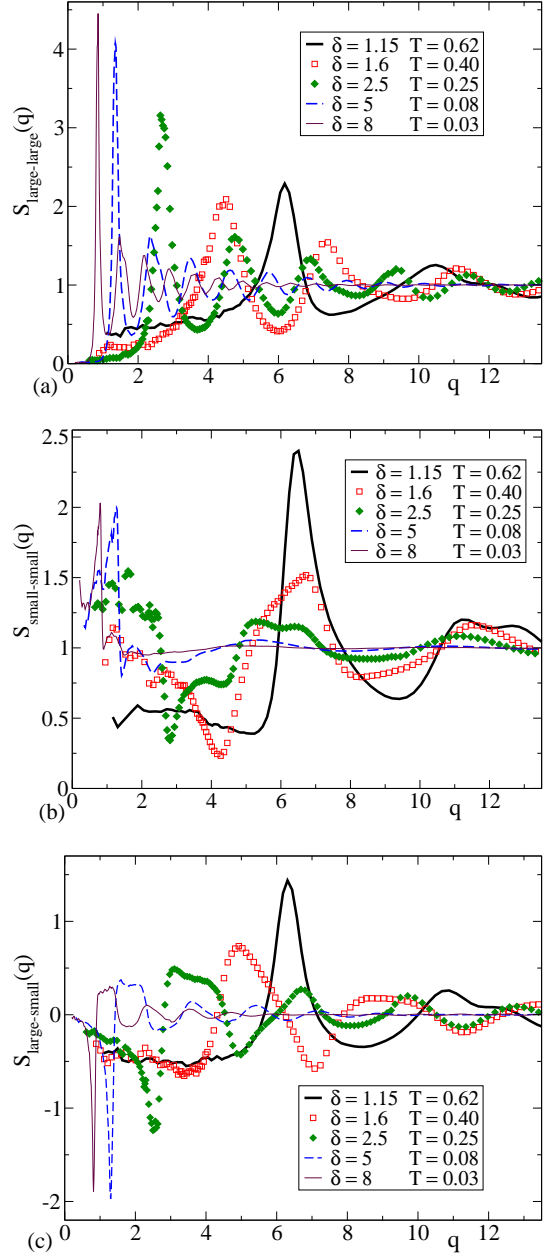 S_large-large(q)
4
3
2
1
0
δ = 1.15 T = 0.62
δ = 1.6 T = 0.40
δ = 2.5 T = 0.25
δ = 5 T = 0.08
δ = 8 T = 0.03
0 2 4 6 8 10 12
(a) q
S_small-small(q)
2.5
2
1.5
1
0.5
0
δ = 1.15 T = 0.62
δ = 1.6 T = 0.40
δ = 2.5 T = 0.25
δ = 5 T = 0.08
δ = 8 T = 0.03
0 2 4 6 8 10 12
(b) q
S_large-small(q)
1
0
-1
-2
δ = 1.15 T = 0.62
δ = 1.6 T = 0.40
δ = 2.5 T = 0.25
δ = 5 T = 0.08
δ = 8 T = 0.03
0 2 4 6 8 10 12
(c) q